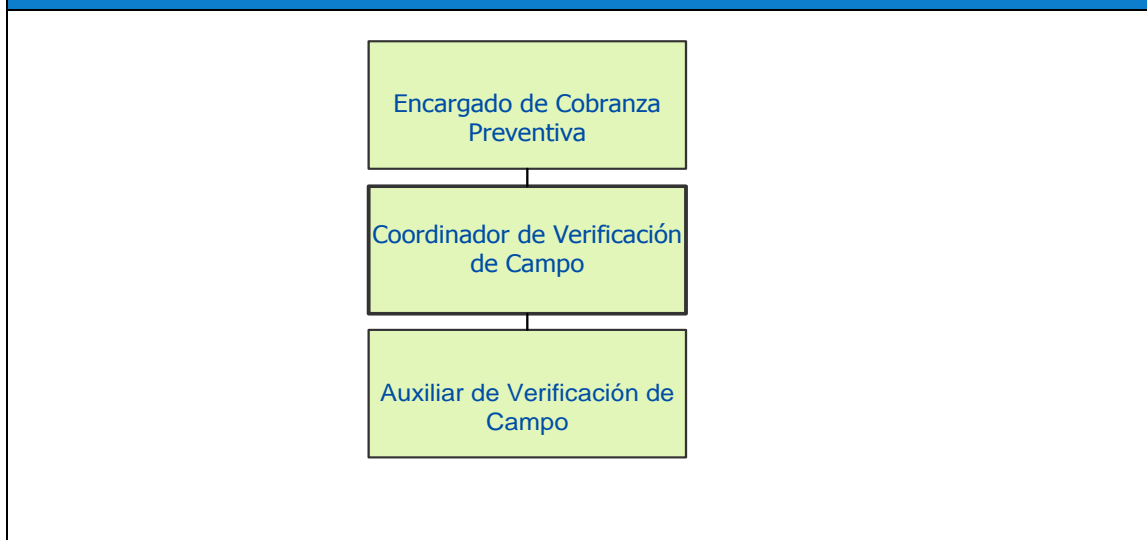 Encargado de Cobranza
Preventiva
Coordinador de Verificación
de Campo
Auxiliar de Verificación de
Campo